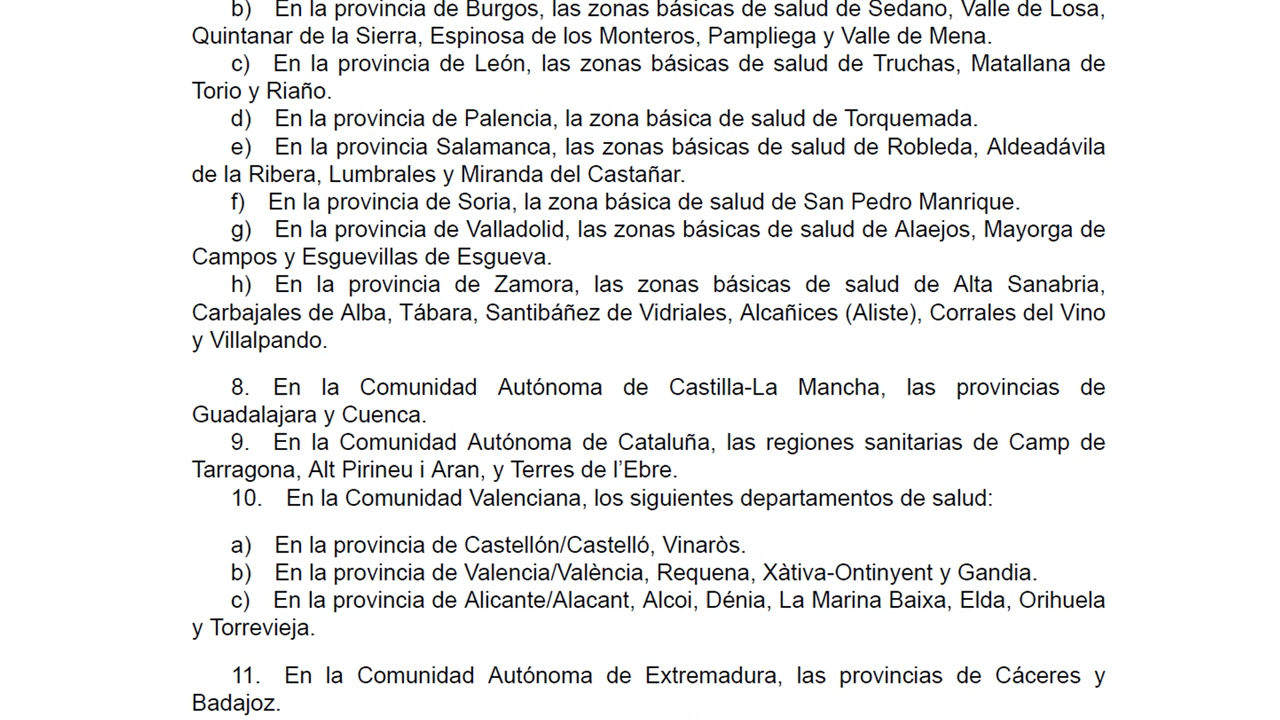 b) En la provincia de Burgos, las zonas básicas de salud de Sedano, Valle de Losa,
Quintanar de la Sierra, Espinosa de los Monteros, Pampliega y Valle de Mena.
c) En la provincia de León, las zonas básicas de salud de Truchas, Matallana de
Torio y Riaño.
d) En la provincia de Palencia, la zona básica de salud de Torquemada.
e) En la provincia Salamanca, las zonas básicas de salud de Robleda, Aldeadávila
de la Ribera, Lumbrales y Miranda del Castañar.
f) En la provincia de Soria, la zona básica de salud de San Pedro Manrique.
g) En la provincia de Valladolid, las zonas básicas de salud de Alaejos, Mayorga de
Campos y Esguevillas de Esgueva.
h) En la provincia de Zamora, las zonas básicas de salud de Alta Sanabria,
Carbajales de Alba, Tábara, Santibáñez de Vidriales, Alcañices (Aliste), Corrales del Vino
y Villalpando.
8. En la Comunidad Autónoma de Castilla-La Mancha, las provincias de
Guadalajara y Cuenca.
9. En la Comunidad Autónoma de Cataluña, las regiones sanitarias de Camp de
Tarragona, Alt Pirineu i Aran, y Terres de l’Ebre.
10. En la Comunidad Valenciana, los siguientes departamentos de salud:
a) En la provincia de Castellón/Castelló, Vinaròs.
b) En la provincia de Valencia/València, Requena, Xàtiva-Ontinyent y Gandia.
c) En la provincia de Alicante/Alacant, Alcoi, Dénia, La Marina Baixa, Elda, Orihuela
y Torrevieja.
11. En la Comunidad Autónoma de Extremadura, las provincias de Cáceres y
Badajoz.